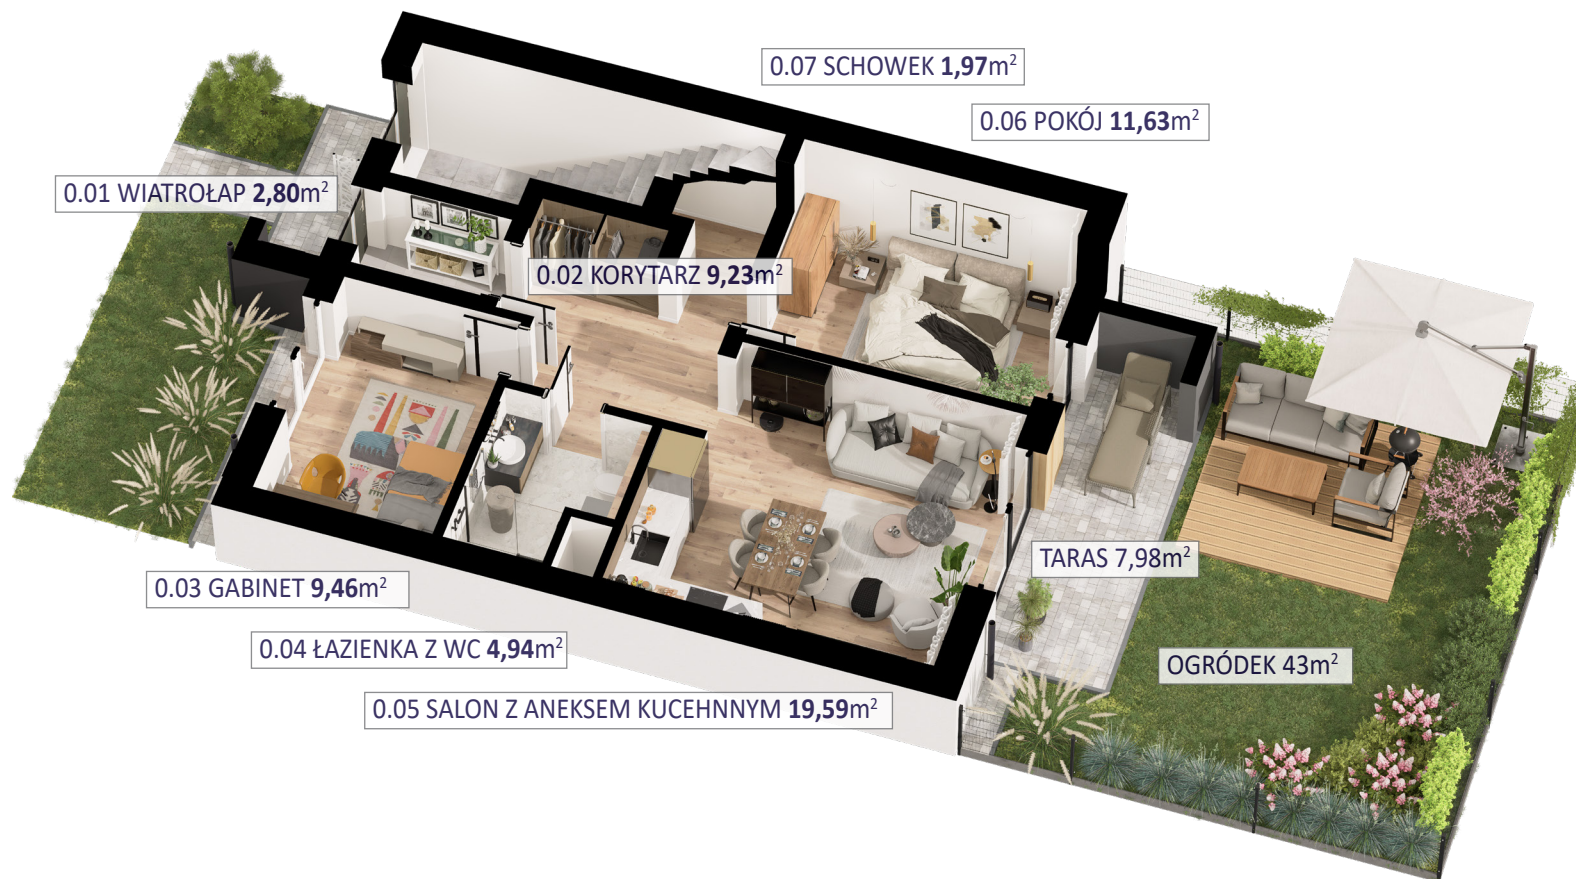 0.07 SCHOWEK 1,97m²
0.06 POKÓJ 11,63m²
0.01 WIATROŁAP 2,80m²
0.02 KORYTARZ 9,23m²
TARAS 7,98m²
0.03 GABINET 9,46m²
0.04 ŁAZIENKA Z WC 4,94m²
OGRÓDEK 43m²
0.05 SALON Z ANEKSEM KUCEHNNYM 19,59m²